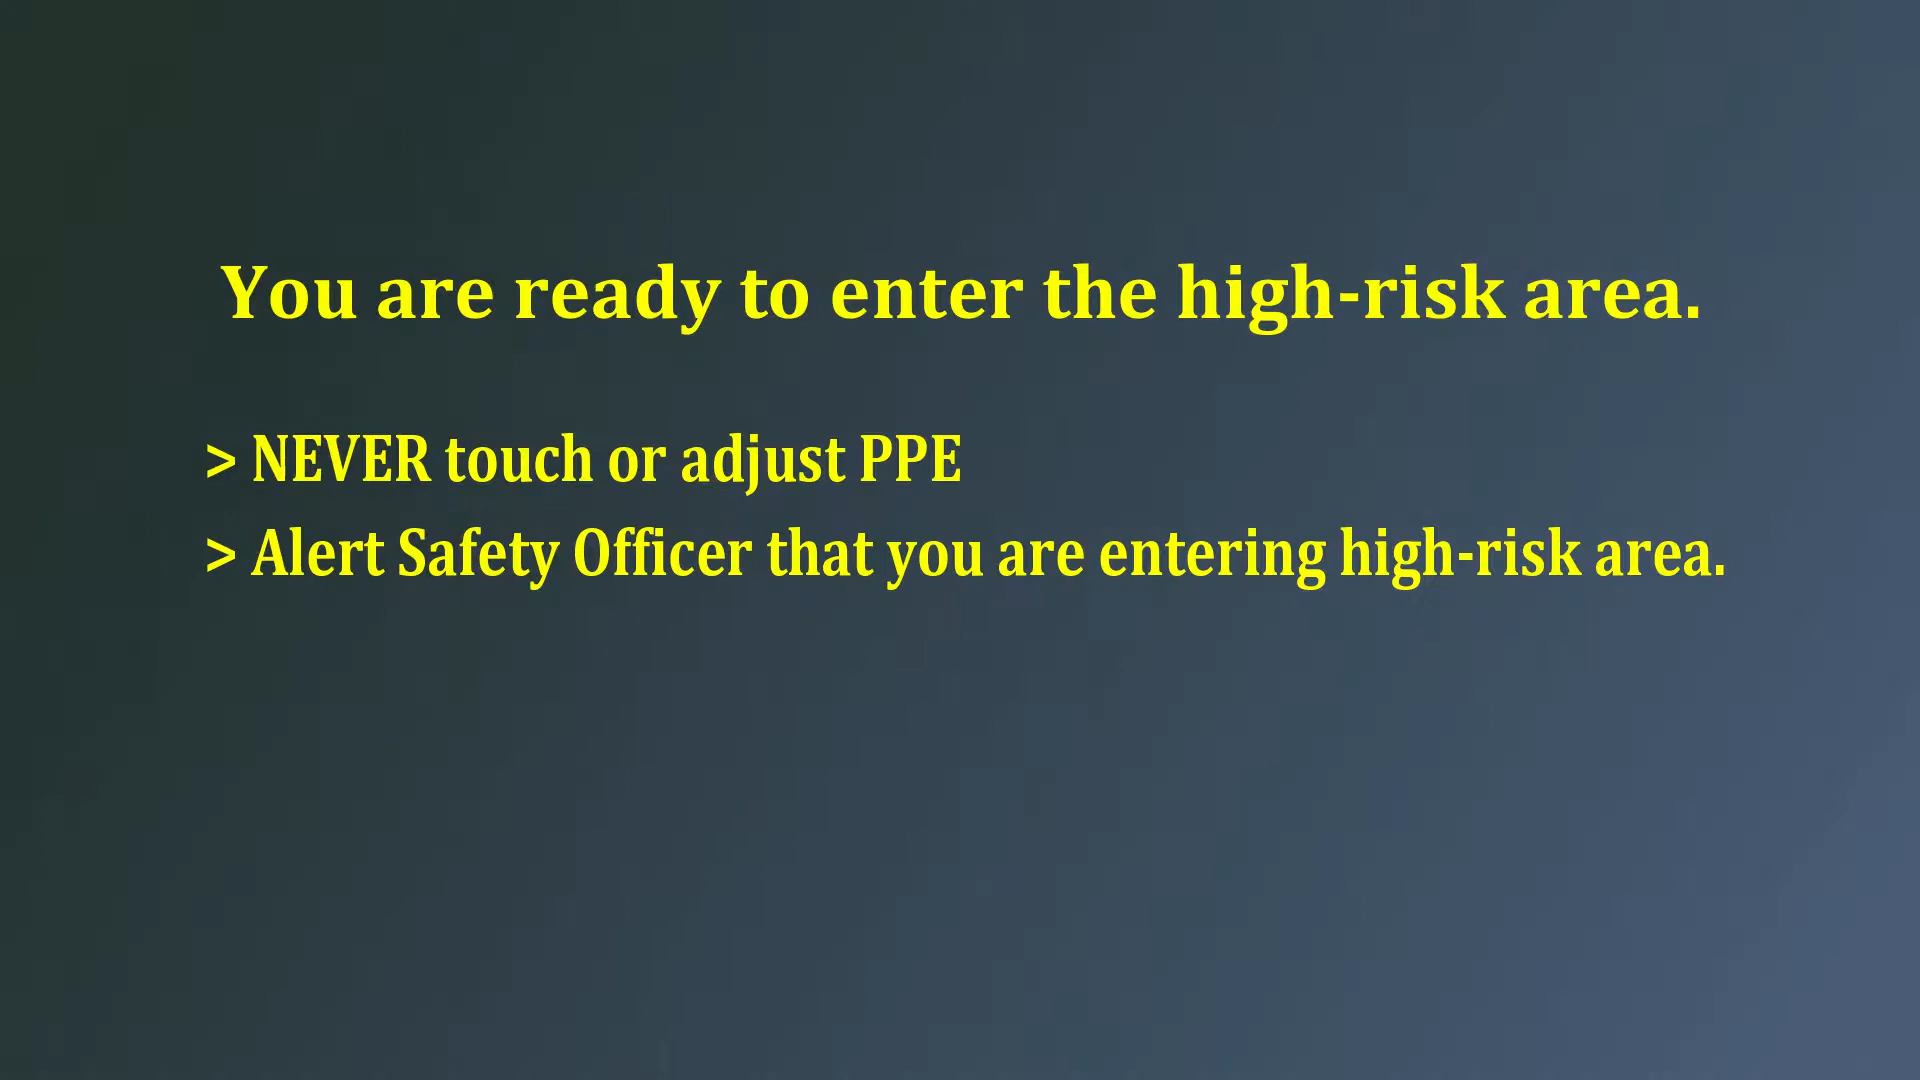 You are ready to enter the high-risk area.
> NEVER touch or adjust PPE
> Alert Safety Officer that you are entering high-risk area.